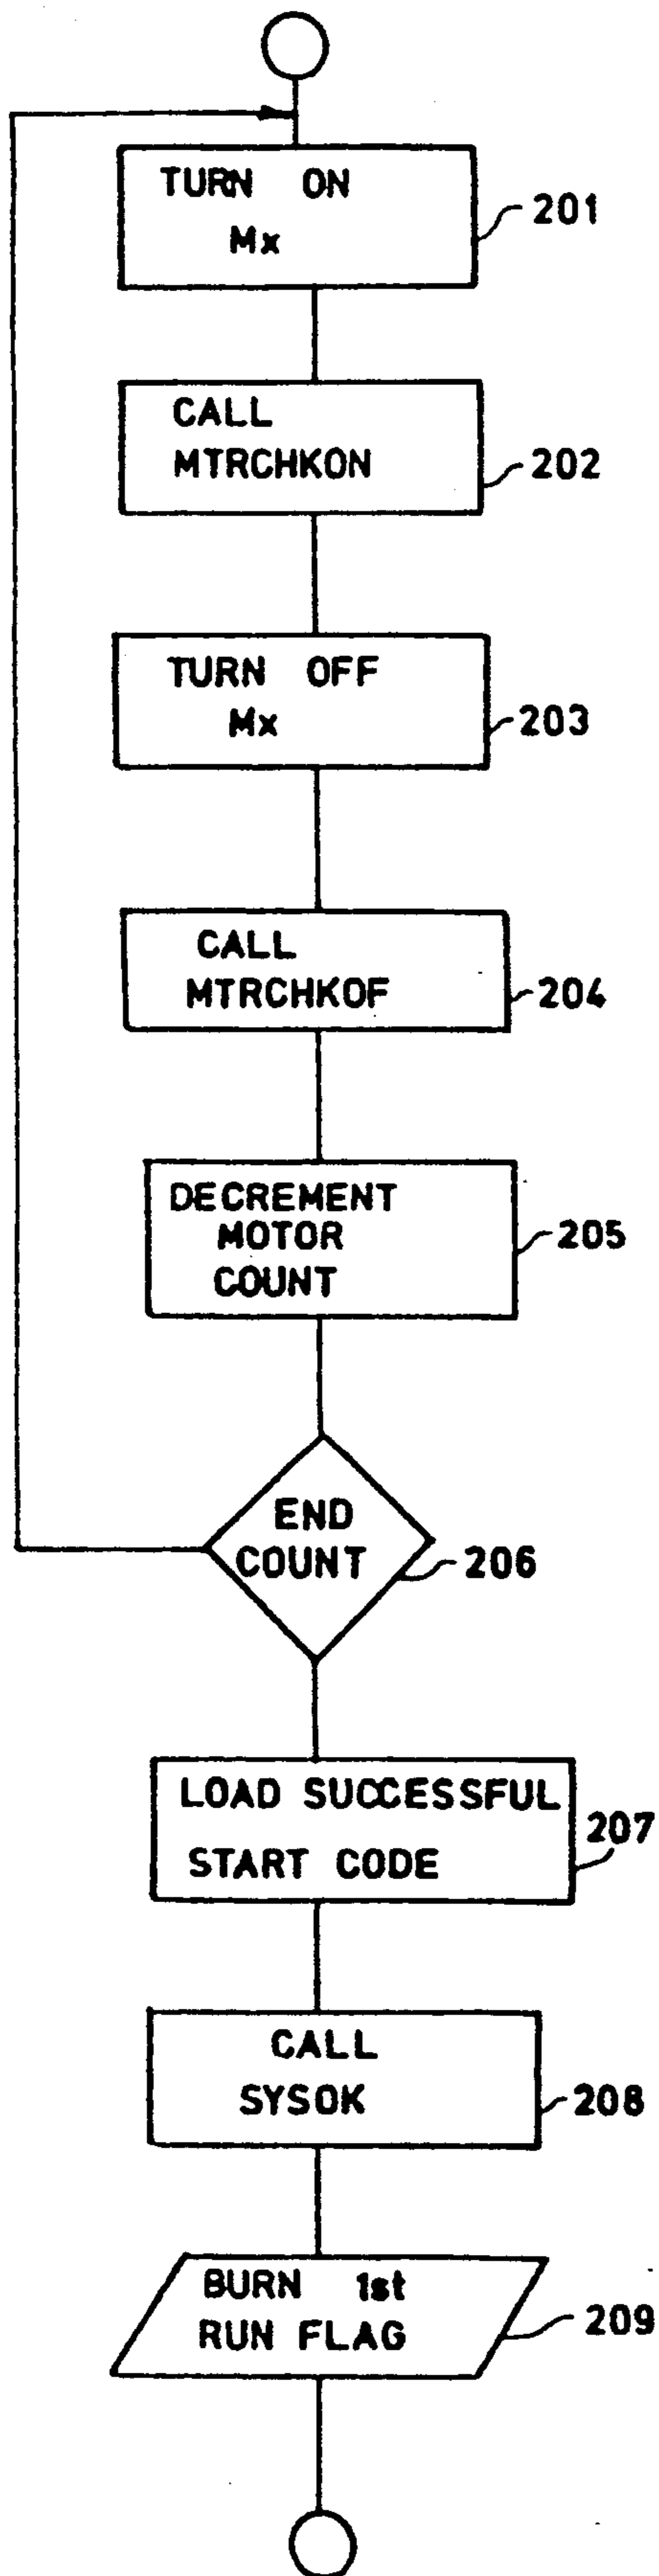 TURN ON
Mx
201
CALL
MTRCHKON
202
TURN OFF
Mx
203
CALL
MTRCHKOF
204
DECREMENT
MOTOR
COUNT
205
END
COUNT
206
LOAD SUCCESSFUL
START CODE
207
CALL
SYSOK
208
BURN 1st
RUN FLAG
209